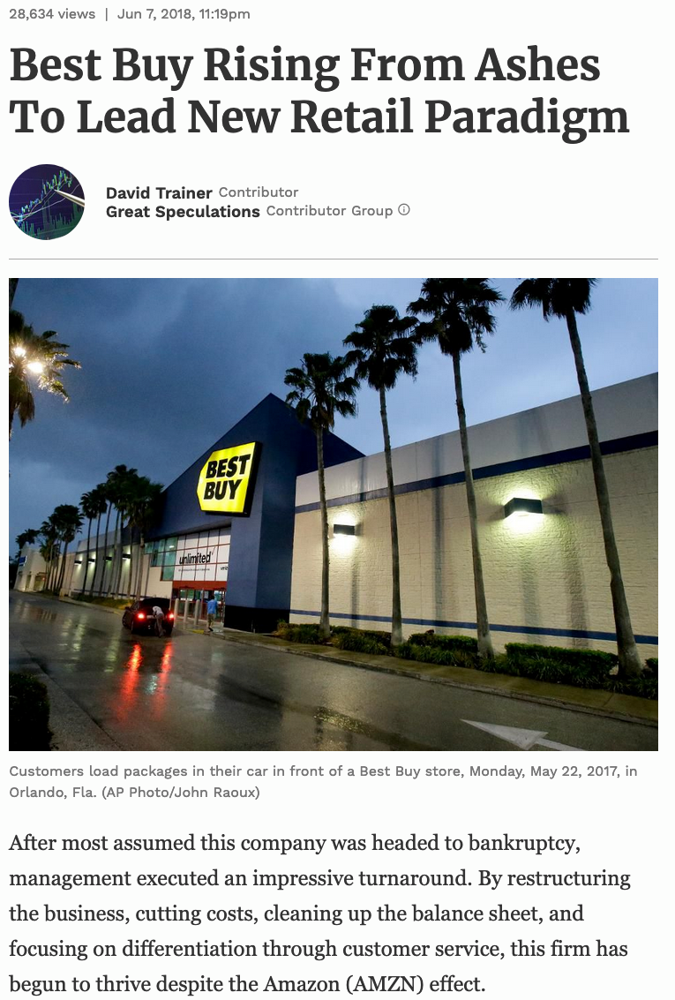 28,634 views | Jun 7, 2018, 11:19pm
Best Buy Rising From Ashes
To Lead New Retail Paradigm
David Trainer Contributor
Great Speculations Contributor Group ⓘ
BEST
BUY
unlimited
Customers load packages in their car in front of a Best Buy store, Monday, May 22, 2017, in
Orlando, Fla. (AP Photo/John Raoux)
After most assumed this company was headed to bankruptcy,
management executed an impressive turnaround. By restructuring
the business, cutting costs, cleaning up the balance sheet, and
focusing on differentiation through customer service, this firm has
begun to thrive despite the Amazon (AMZN) effect.